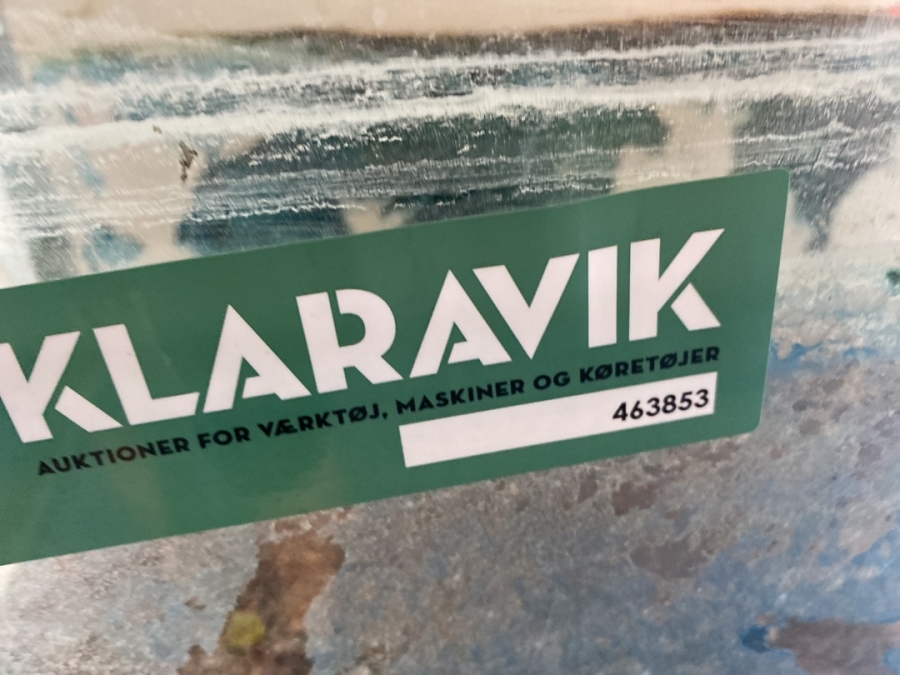 KLARAVIK
AUKTIONER FOR VÆRKTØJ, MASKINER OG KØRETØJER
463853